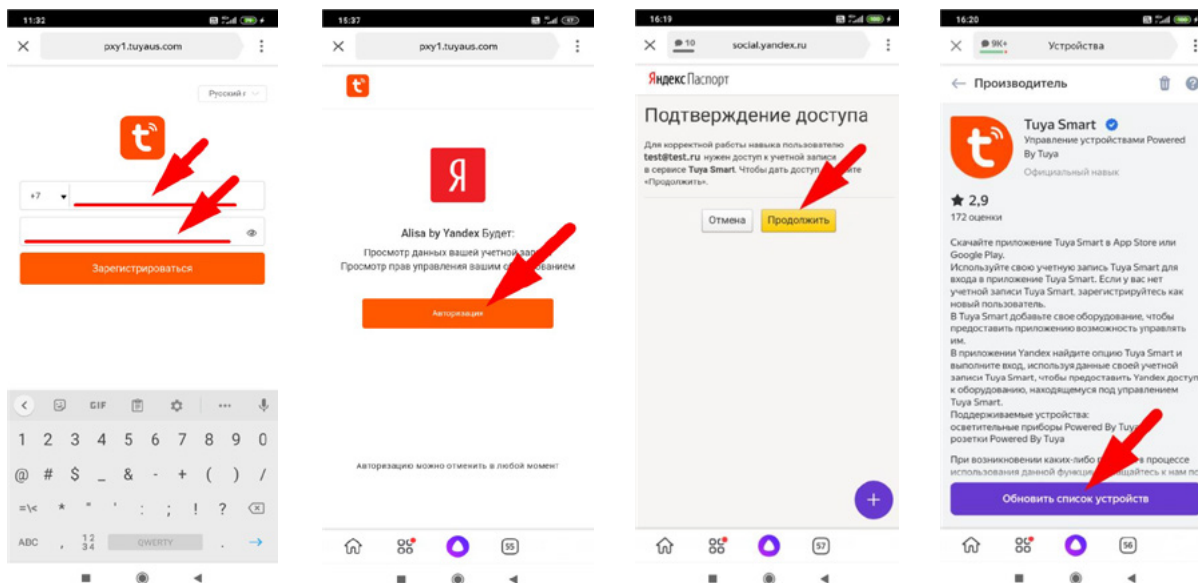 11:32
pxy1.tuyaus.com
Русский г
+7
Зарегистрироваться
GIF
1 2 3 4 5 6 7 8 9 0
@ # $ _ & - + ( ) /
=\< * " ' : ; ! ?
ABC , 12 34 QWERTY .
15:37
pxy1.tuyaus.com
Я
Alisa by Yandex Будет:
Просмотр данных вашей учетной
Просмотр прав управления вашим
Авторизация
Авторизацию можно отменить в любой момент
55
16:19
10
social.yandex.ru
Яндекс Паспорт
Подтверждение доступа
Для корректной работы навыка пользователю
test@test.ru нужен доступ к учетной записи
в сервисе Tuya Smart. Чтобы дать доступ,
«Продолжить».
Отмена
Продолжить
57
16:20
9K+
Устройства
Производитель
Tuya Smart
Управление устройствами Powered
By Tuya
Официальный навык
2,9
172 оценки
Скачайте приложение Tuya Smart в App Store или
Google Play.
Используйте свою учетную запись Tuya Smart для
входа в приложение Tuya Smart. Если у вас нет
учетной записи Tuya Smart, зарегистрируйтесь как
новый пользователь.
В Tuya Smart добавьте свое оборудование, чтобы
предоставить приложению возможность управлять
им.
В приложении Yandex найдите опцию Tuya Smart и
выполните вход, используя данные своей учетной
записи Tuya Smart, чтобы предоставить Yandex доступ
к оборудованию, находящемуся под управлением
Tuya Smart.
Поддерживаемые устройства:
осветительные приборы Powered By Tuya
розетки Powered By Tuya
При возникновении каких-либо в процессе
использования данной к нам по
Обновить список устройств
56